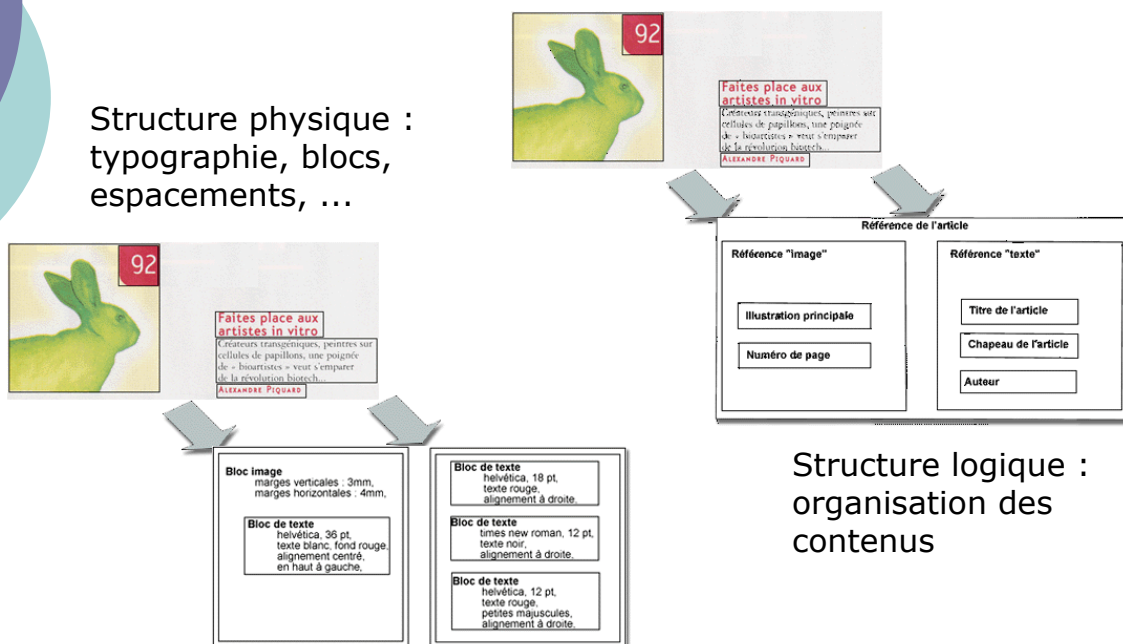 Structure physique :
typographie, blocs,
espacements, ...
92
Faites place aux
artistes in vitro
Créateurs transgéniques, peintres sur
cellules de papillons, une poignée
de « bioartistes » veut s'emparer
de la révolution biotech...
ALEXANDRE PIQUARD
Bloc image
marges verticales : 3mm,
marges horizontales : 4mm,
Bloc de texte
helvética, 36 pt,
texte blanc, fond rouge,
alignement centré,
en haut à gauche,
Bloc de texte
helvética, 18 pt,
texte rouge,
alignement à droite,
Bloc de texte
times new roman, 12 pt,
texte noir,
alignement à droite,
Bloc de texte
helvética, 12 pt,
texte rouge,
petites majuscules,
alignement à droite,
92
Faites place aux
artistes in vitro
Créateurs transgéniques, peintres sur
cellules de papillons, une poignée
de « bioartistes » veut s'emparer
de la révolution biotech...
ALEXANDRE PIQUARD
Référence de l'article
Référence "image"
Illustration principale
Numéro de page
Référence "texte"
Titre de l'article
Chapeau de l'article
Auteur
Structure logique :
organisation des
contenus